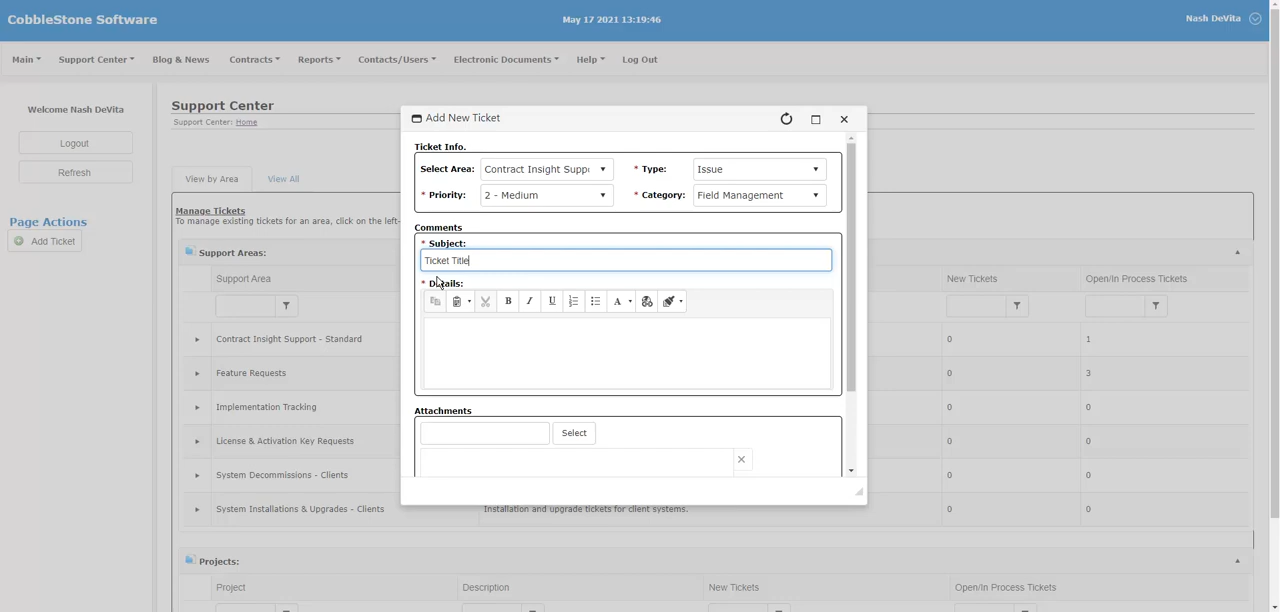 CobbleStone Software
May 17 2021 13:19:46
Nash DeVita
Main Support Center Blog & News Contracts Reports Contacts/Users Electronic Documents Help Log Out
Welcome Nash DeVita
Logout
Refresh
Page Actions
Add Ticket
Support Center
Support Center: Home
View by Area View All
Manage Tickets
To manage existing tickets for an area, click on the left-
Support Areas:
Support Area New Tickets Open/In Process Tickets
Contract Insight Support - Standard 0 1
Feature Requests 0 3
Implementation Tracking 0 0
License & Activation Key Requests 0 0
System Decommissions - Clients 0 0
System Installations & Upgrades - Clients Installation and upgrade tickets for client systems. 0 0
Projects:
Project Description New Tickets Open/In Process Tickets
Add New Ticket
Ticket Info.
Select Area: Contract Insight Supp * Type: Issue
* Priority: 2 - Medium * Category: Field Management
Comments
* Subject:
Ticket Title
* Details:
B I U A
Attachments
Select